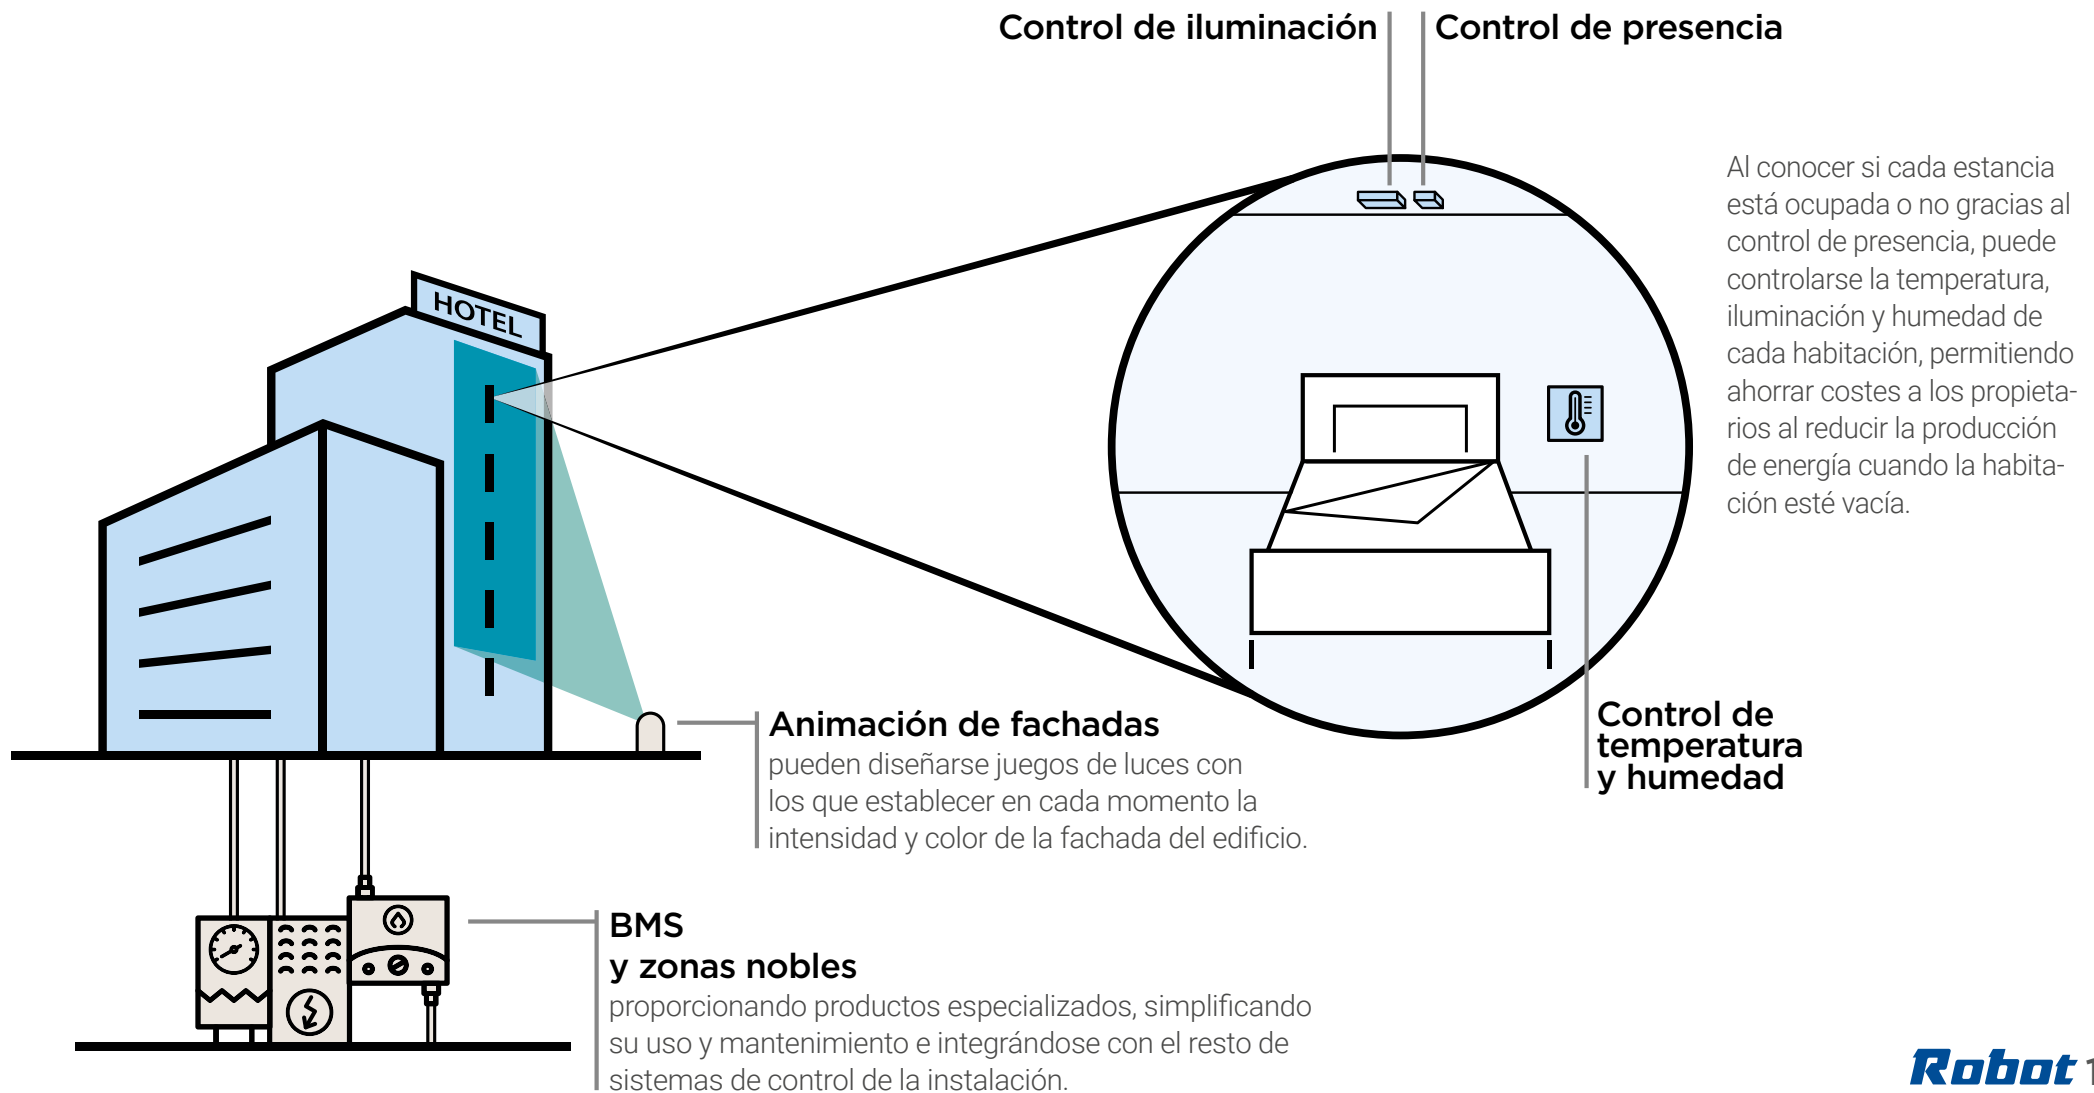 Control de iluminación
Control de presencia
Al conocer si cada estancia
está ocupada o no gracias al
control de presencia, puede
controlarse la temperatura,
iluminación y humedad de
cada habitación, permitiendo
ahorrar costes a los propieta-
rios al reducir la producción
de energía cuando la habita-
ción esté vacía.
HOTEL
Control de
temperatura
y humedad
Animación de fachadas
pueden diseñarse juegos de luces con
los que establecer en cada momento la
intensidad y color de la fachada del edificio.
BMS
y zonas nobles
proporcionando productos especializados, simplificando
su uso y mantenimiento e integrándose con el resto de
sistemas de control de la instalación.
Robot 1